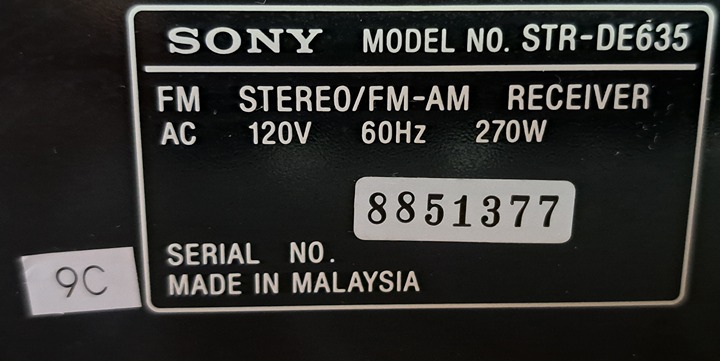 SONY MODEL NO. STR-DE635
FM STEREO/FM-AM RECEIVER
AC 120V 60Hz 270W
8851377
SERIAL NO.
9C
MADE IN MALAYSIA